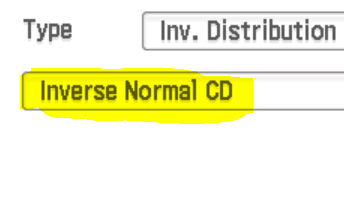 Type Inv. Distribution
Inverse Normal CD